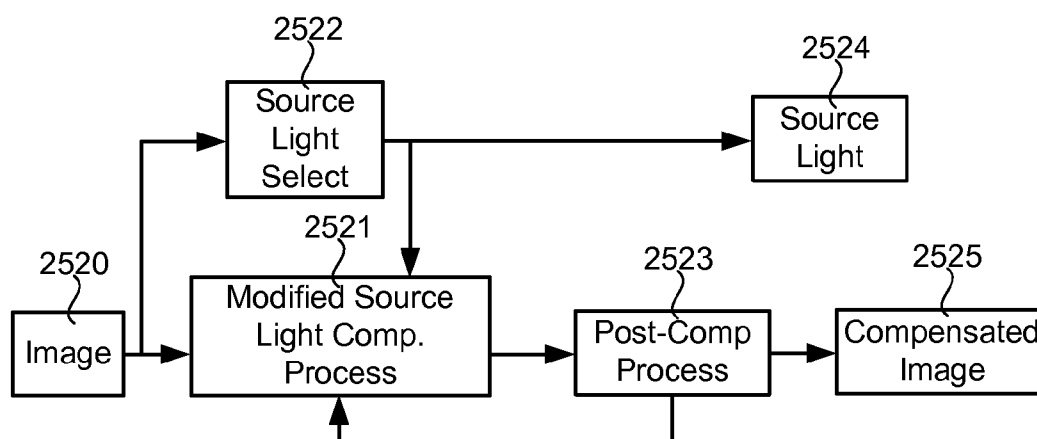 2522
2524
Source
Light
Select
Source
Light
2521
2520
2523
2525
Image
Modified Source
Light Comp.
Process
Post-Comp
Process
Compensated
Image